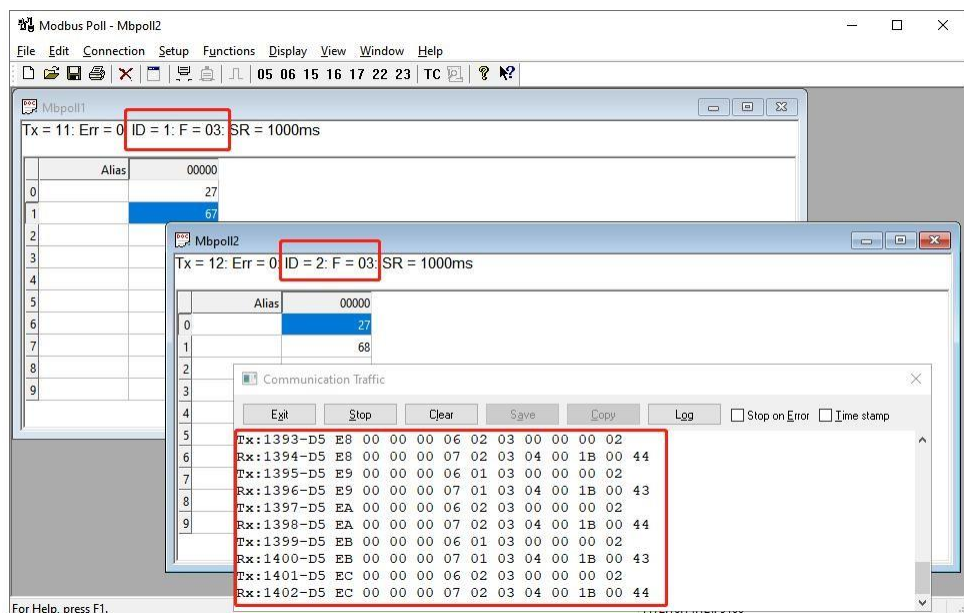 Modbus Poll - Mbpoll2
File Edit Connection Setup Functions Display View Window Help
05 06 15 16 17 22 23 TC
Mbpoll1
Tx = 11: Err = 0: ID = 1: F = 03: SR = 1000ms
Alias 00000
0 27
1 67
2
3
4
5
6
7
8
9
Mbpoll2
Tx = 12: Err = 0: ID = 2: F = 03: SR = 1000ms
Alias 00000
0 27
1 68
2
3
4
5
6
7
8
9
Communication Traffic
Exit Stop Clear Save Copy Log Stop on Error Time stamp
Tx:1393-D5 E8 00 00 00 06 02 03 00 00 00 02
Rx:1394-D5 E8 00 00 00 07 02 03 04 00 1B 00 44
Tx:1395-D5 E9 00 00 00 06 01 03 00 00 00 02
Rx:1396-D5 E9 00 00 00 07 01 03 04 00 1B 00 43
Tx:1397-D5 EA 00 00 00 06 02 03 00 00 00 02
Rx:1398-D5 EA 00 00 00 07 02 03 04 00 1B 00 44
Tx:1399-D5 EB 00 00 00 06 01 03 00 00 00 02
Rx:1400-D5 EB 00 00 00 07 01 03 04 00 1B 00 43
Tx:1401-D5 EC 00 00 00 06 02 03 00 00 00 02
Rx:1402-D5 EC 00 00 00 07 02 03 04 00 1B 00 44
For Help, press F1.